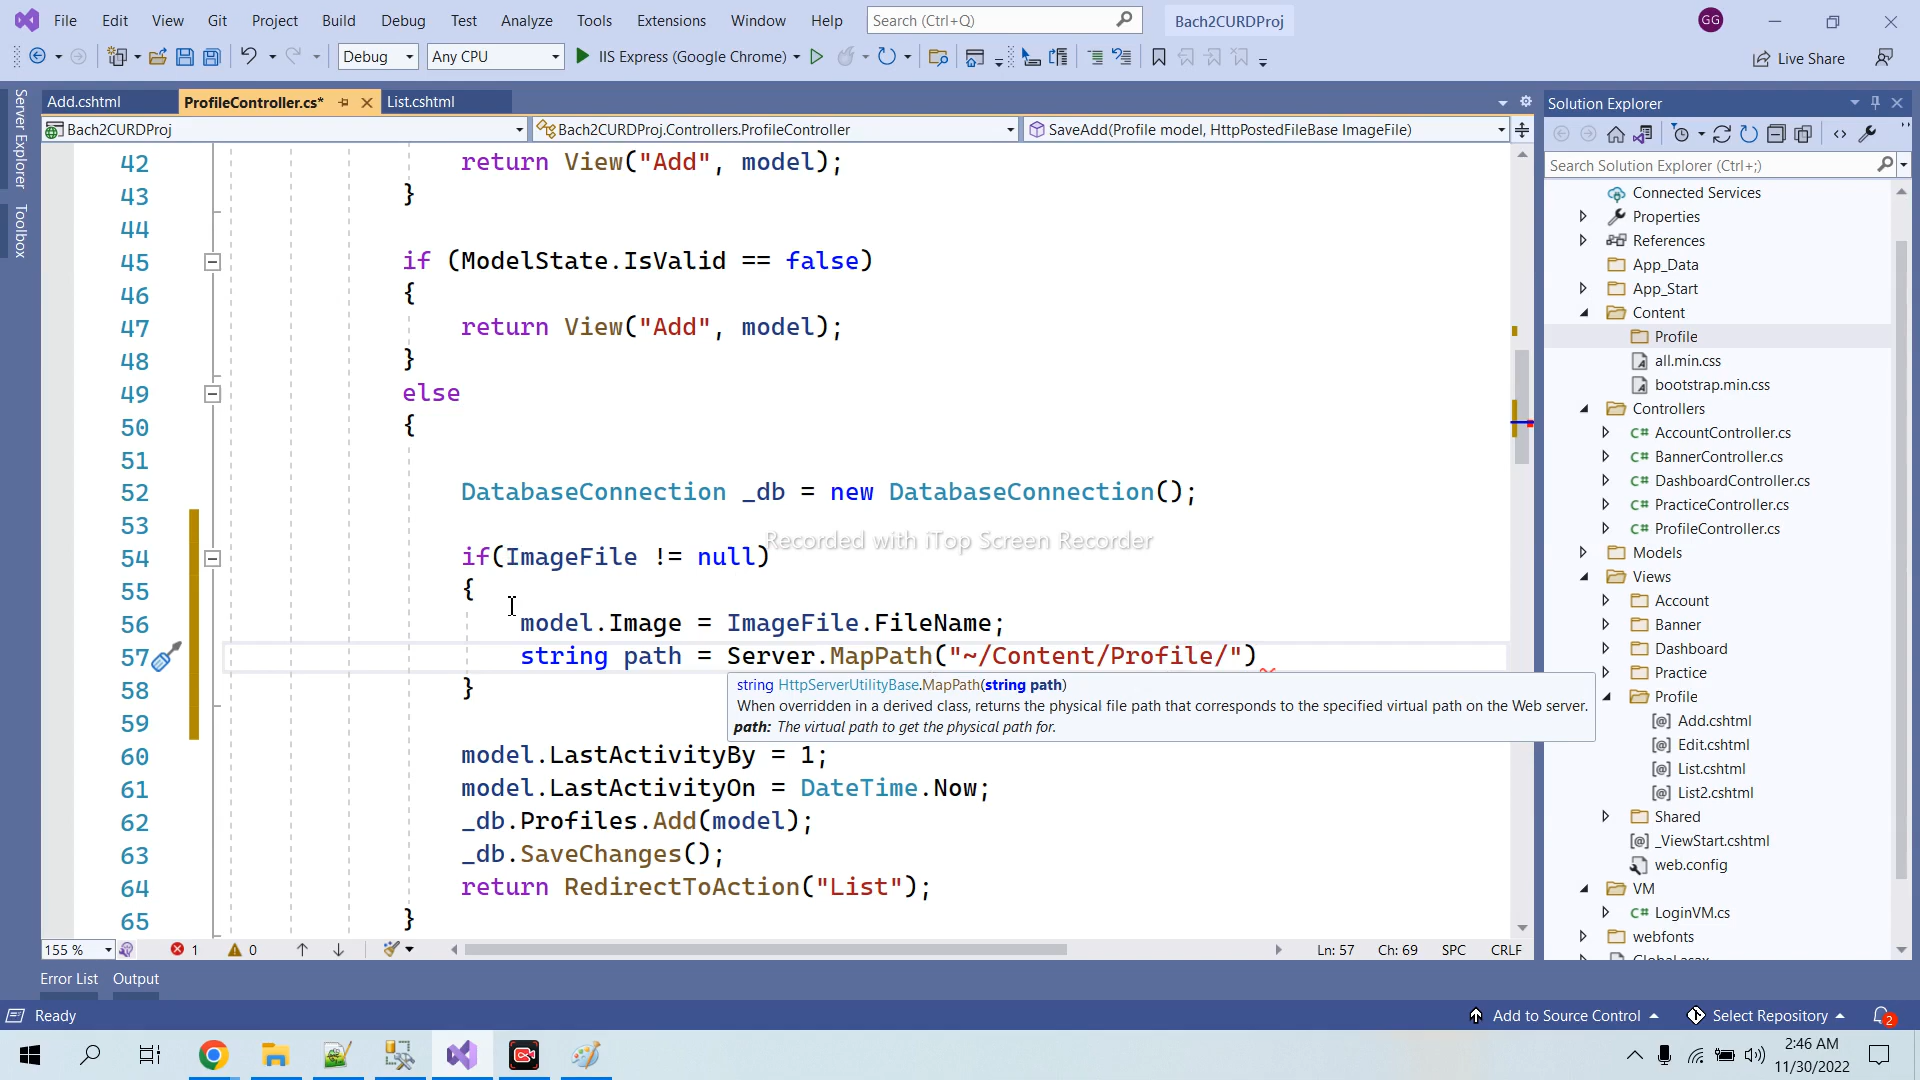 File Edit View Git Project Build Debug Test Analyze Tools Extensions Window Help Search (Ctrl+Q) Bach2CURDProj GG
Debug Any CPU IIS Express (Google Chrome) Live Share
Server Explorer
Toolbox
Add.cshtml ProfileController.cs* List.cshtml
Bach2CURDProj Bach2CURDProj.Controllers.ProfileController SaveAdd(Profile model, HttpPostedFileBase ImageFile)
42 return View("Add", model);
43 }
44
45 if (ModelState.IsValid == false)
46 {
47 return View("Add", model);
48 }
49 else
50 {
51
52 DatabaseConnection _db = new DatabaseConnection();
53
Recorded with iTop Screen Recorder
54 if(ImageFile != null)
55 {
56 model.Image = ImageFile.FileName;
57 string path = Server.MapPath("~/Content/Profile/")
string HttpServerUtilityBase.MapPath(string path)
When overridden in a derived class, returns the physical file path that corresponds to the specified virtual path on the Web server.
path: The virtual path to get the physical path for.
58 }
59
60 model.LastActivityBy = 1;
61 model.LastActivityOn = DateTime.Now;
62 _db.Profiles.Add(model);
63 _db.SaveChanges();
64 return RedirectToAction("List");
65 }
155 % 1 0 Ln: 57 Ch: 69 SPC CRLF
Solution Explorer
Search Solution Explorer (Ctrl+;)
Connected Services
Properties
References
App_Data
App_Start
Content
Profile
all.min.css
bootstrap.min.css
Controllers
C# AccountController.cs
C# BannerController.cs
C# DashboardController.cs
C# PracticeController.cs
C# ProfileController.cs
Models
Views
Account
Banner
Dashboard
Practice
Profile
[@] Add.cshtml
[@] Edit.cshtml
[@] List.cshtml
[@] List2.cshtml
Shared
[@] _ViewStart.cshtml
web.config
VM
C# LoginVM.cs
webfonts
Global.asax
Error List Output
Ready Add to Source Control Select Repository 2
2:46 AM
11/30/2022